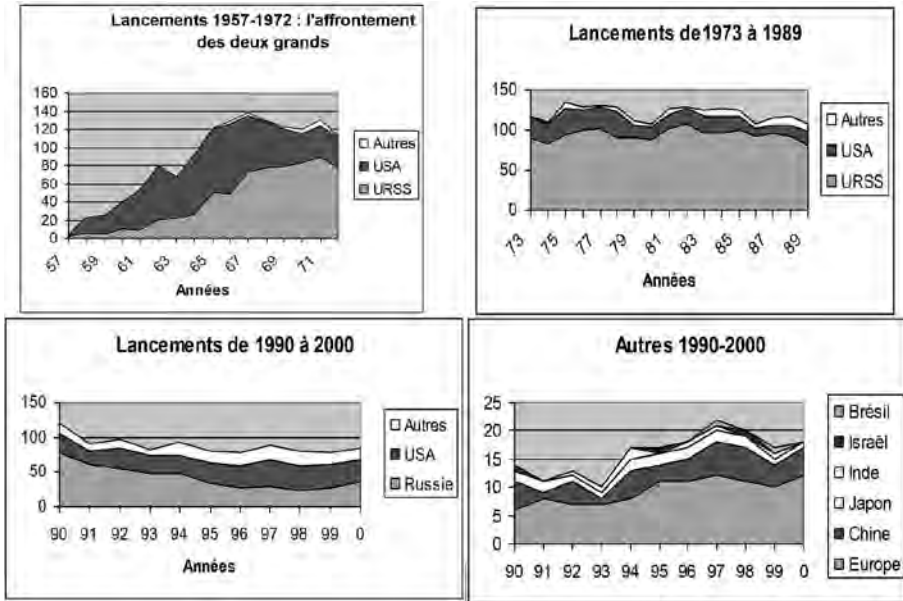 Lancements 1957-1972 : l'affrontement
des deux grands
160
140
120
100
80
60
40
20
0
57
59
61
63
65
67
69
71
Années
Autres
USA
URSS
Lancements de1973 à 1989
150
100
50
0
73
75
77
79
81
83
85
87
89
Années
Autres
USA
URSS
Lancements de 1990 à 2000
150
100
50
0
90 91 92 93 94 95 96 97 98 99 0
Années
Autres
USA
Russie
Autres 1990-2000
25
20
15
10
5
0
90 91 92 93 94 95 96 97 98 99 0
Brésil
Israël
Inde
Japon
Chine
Europe